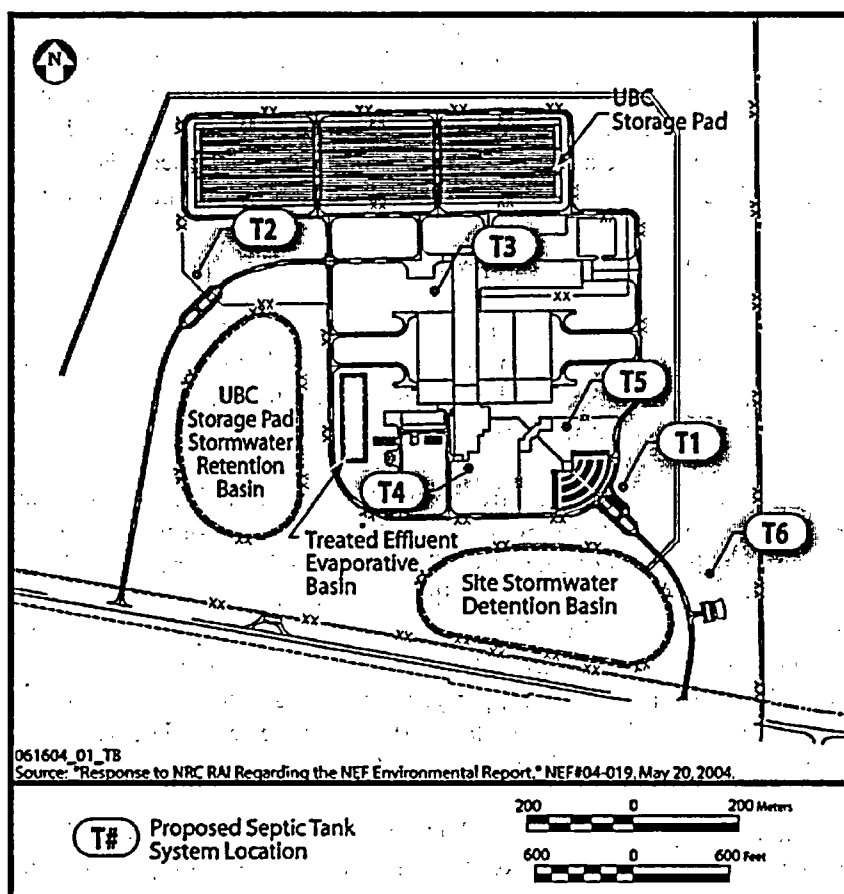 N
UBC
Storage Pad
T2
T3
T5
T1
T4
T6
UBC
Storage Pad
Stormwater
Retention
Basin
Treated Effluent
Evaporative
Basin
Site Stormwater
Detention Basin
061604_01_TB
Source: "Response to NRC RAI Regarding the NEF Environmental Report." NEF#04-019, May 20, 2004.
T# Proposed Septic Tank
System Location
200 0 200 Meters
600 0 600 Feet